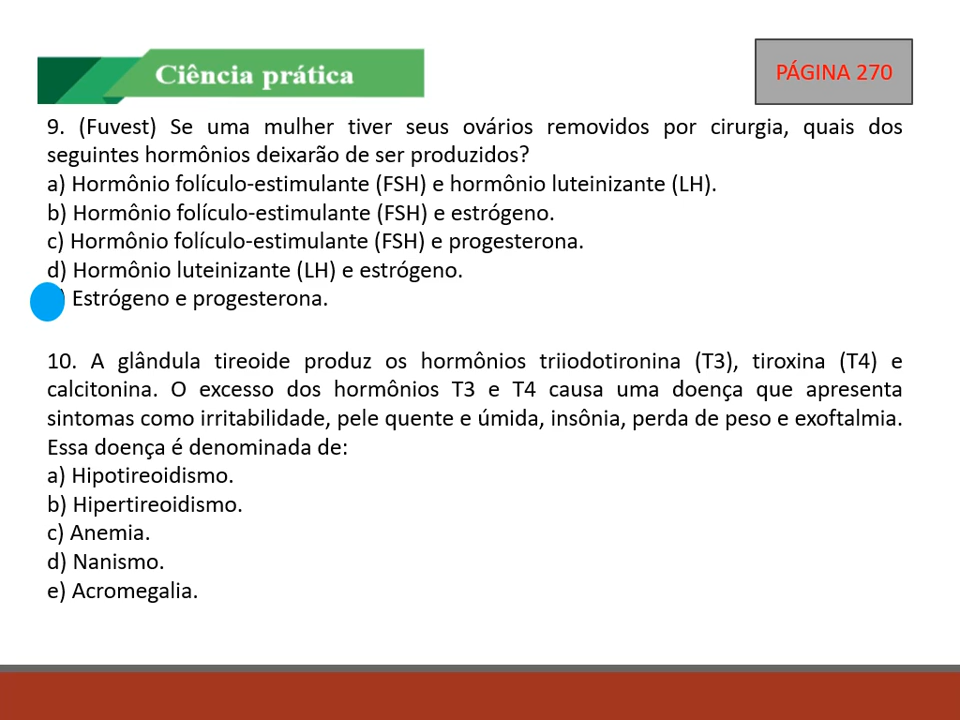 Ciência prática
PÁGINA 270
9. (Fuvest) Se uma mulher tiver seus ovários removidos por cirurgia, quais dos
seguintes hormônios deixarão de ser produzidos?
a) Hormônio folículo-estimulante (FSH) e hormônio luteinizante (LH).
b) Hormônio folículo-estimulante (FSH) e estrógeno.
c) Hormônio folículo-estimulante (FSH) e progesterona.
d) Hormônio luteinizante (LH) e estrógeno.
) Estrógeno e progesterona.
10. A glândula tireoide produz os hormônios triiodotironina (T3), tiroxina (T4) e
calcitonina. O excesso dos hormônios T3 e T4 causa uma doença que apresenta
sintomas como irritabilidade, pele quente e úmida, insônia, perda de peso e exoftalmia.
Essa doença é denominada de:
a) Hipotireoidismo.
b) Hipertireoidismo.
c) Anemia.
d) Nanismo.
e) Acromegalia.